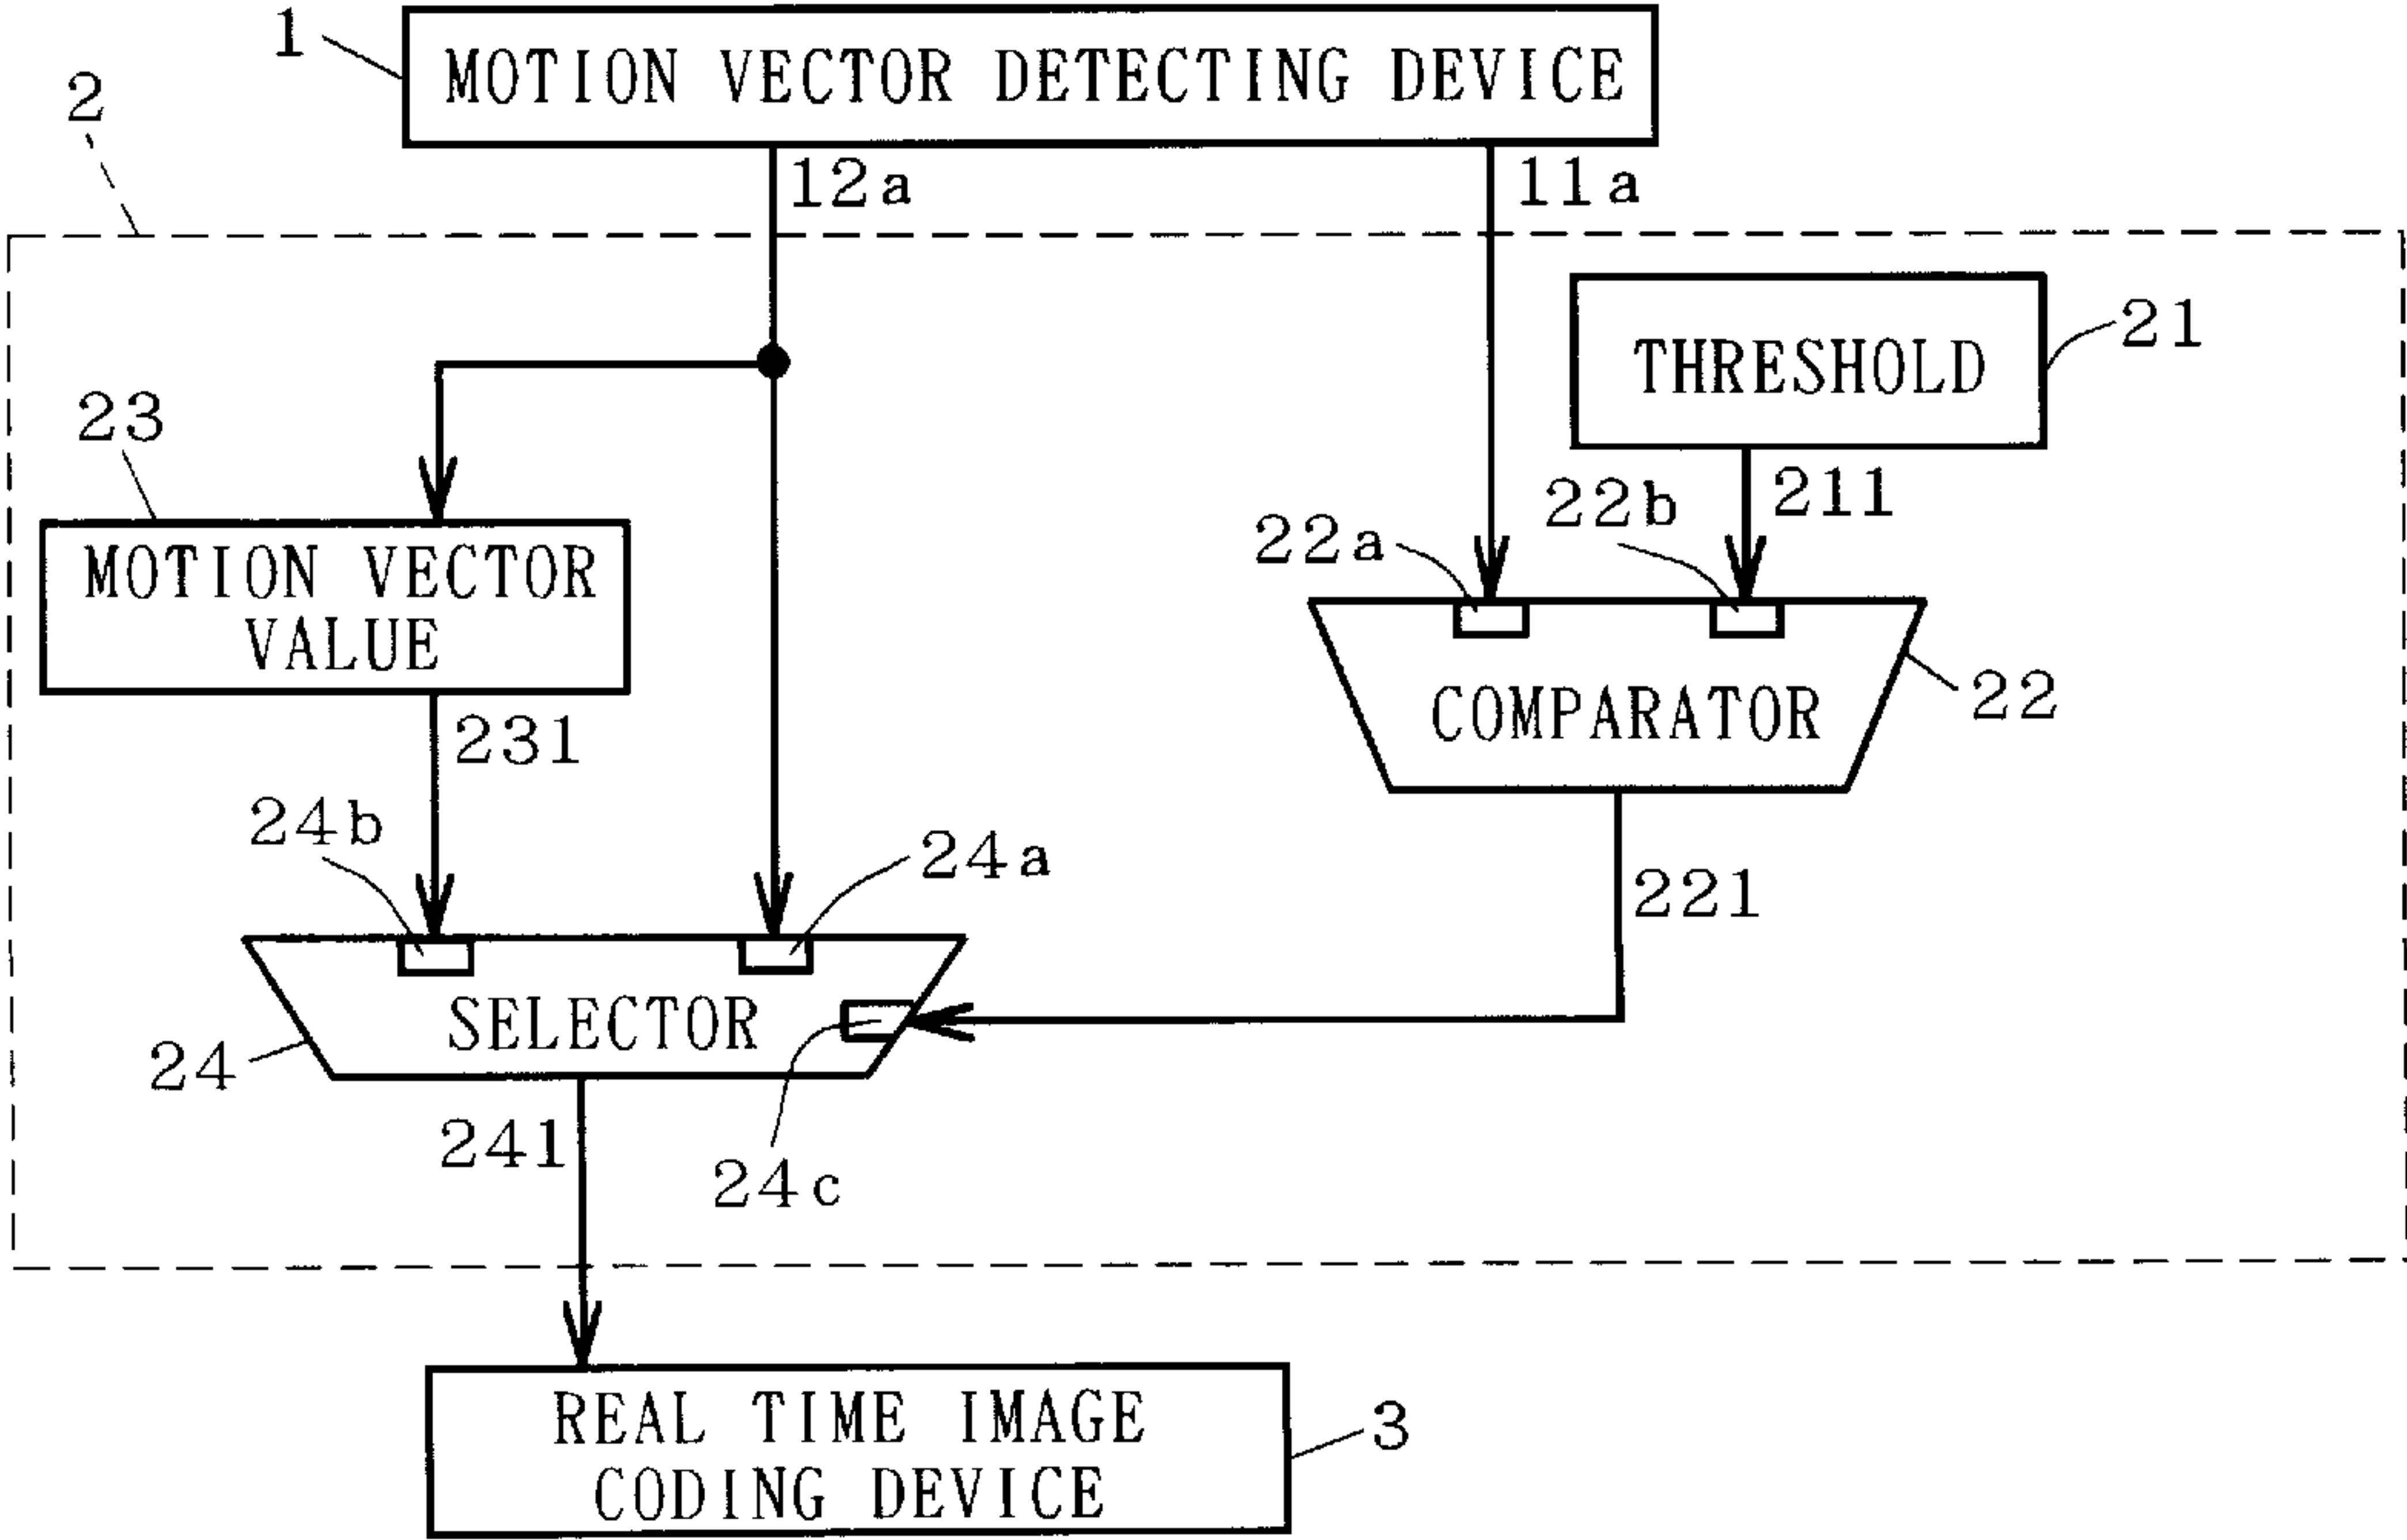 1
MOTION VECTOR DETECTING DEVICE
2
12a
11a
THRESHOLD
21
23
211
22b
22a
MOTION VECTOR
VALUE
COMPARATOR
22
231
24b
24a
221
SELECTOR
24
241
24c
REAL TIME IMAGE
CODING DEVICE
3